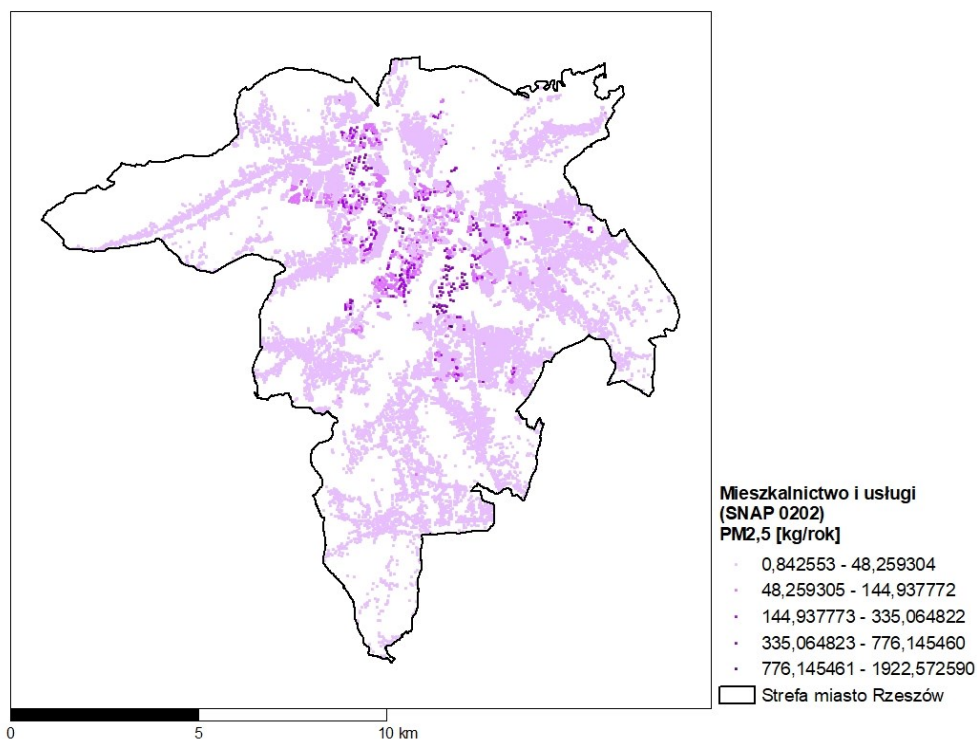 Mieszkalnictwo i usługi
(SNAP 0202)
PM2,5 [kg/rok]
0,842553 - 48,259304
48,259305 - 144,937772
144,937773 - 335,064822
335,064823 - 776,145460
776,145461 - 1922,572590
Strefa miasto Rzeszów
0 5 10 km